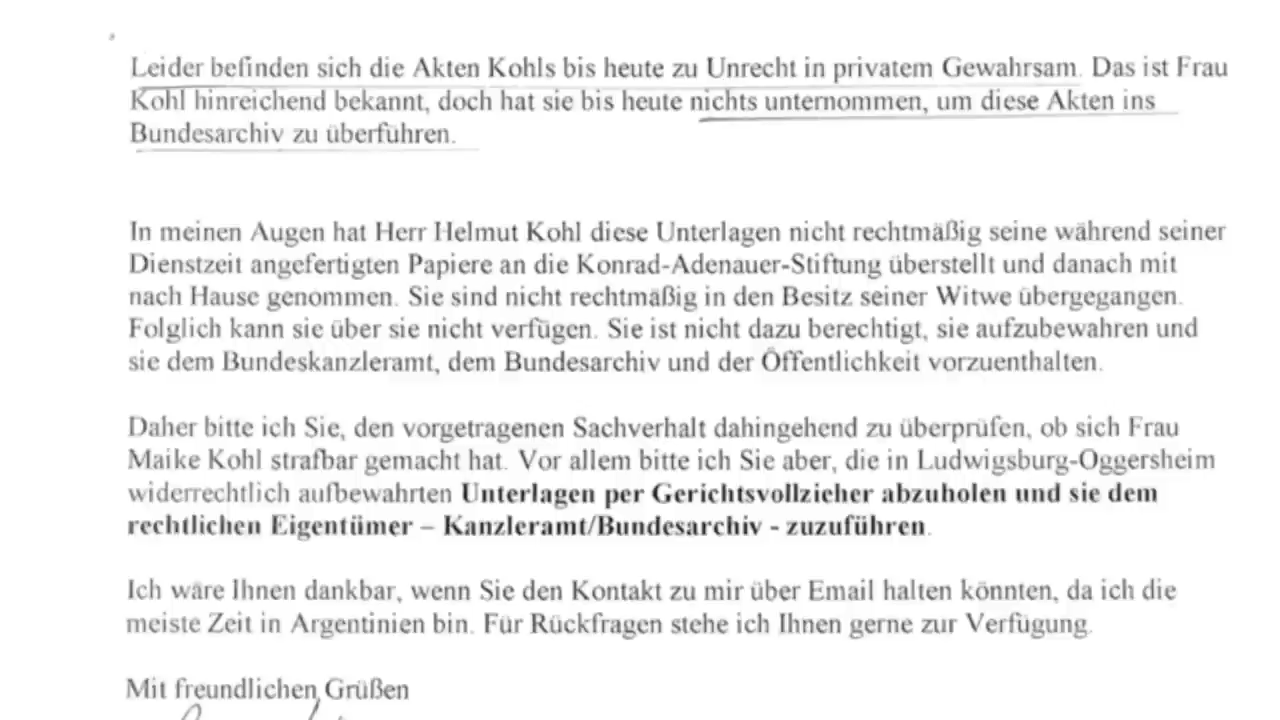 Leider befinden sich die Akten Kohls bis heute zu Unrecht in privatem Gewahrsam. Das ist Frau
Kohl hinreichend bekannt, doch hat sie bis heute nichts unternommen, um diese Akten ins
Bundesarchiv zu überführen.
In meinen Augen hat Herr Helmut Kohl diese Unterlagen nicht rechtmäßig seine während seiner
Dienstzeit angefertigten Papiere an die Konrad-Adenauer-Stiftung überstellt und danach mit
nach Hause genommen. Sie sind nicht rechtmäßig in den Besitz seiner Witwe übergegangen.
Folglich kann sie über sie nicht verfügen. Sie ist nicht dazu berechtigt, sie aufzubewahren und
sie dem Bundeskanzleramt, dem Bundesarchiv und der Öffentlichkeit vorzuenthalten.
Daher bitte ich Sie, den vorgetragenen Sachverhalt dahingehend zu überprüfen, ob sich Frau
Maike Kohl strafbar gemacht hat. Vor allem bitte ich Sie aber, die in Ludwigsburg-Oggersheim
widerrechtlich aufbewahrten Unterlagen per Gerichtsvollzieher abzuholen und sie dem
rechtlichen Eigentümer – Kanzleramt/Bundesarchiv - zuzuführen.
Ich wäre Ihnen dankbar, wenn Sie den Kontakt zu mir über Email halten könnten, da ich die
meiste Zeit in Argentinien bin. Für Rückfragen stehe ich Ihnen gerne zur Verfügung.
Mit freundlichen Grüßen